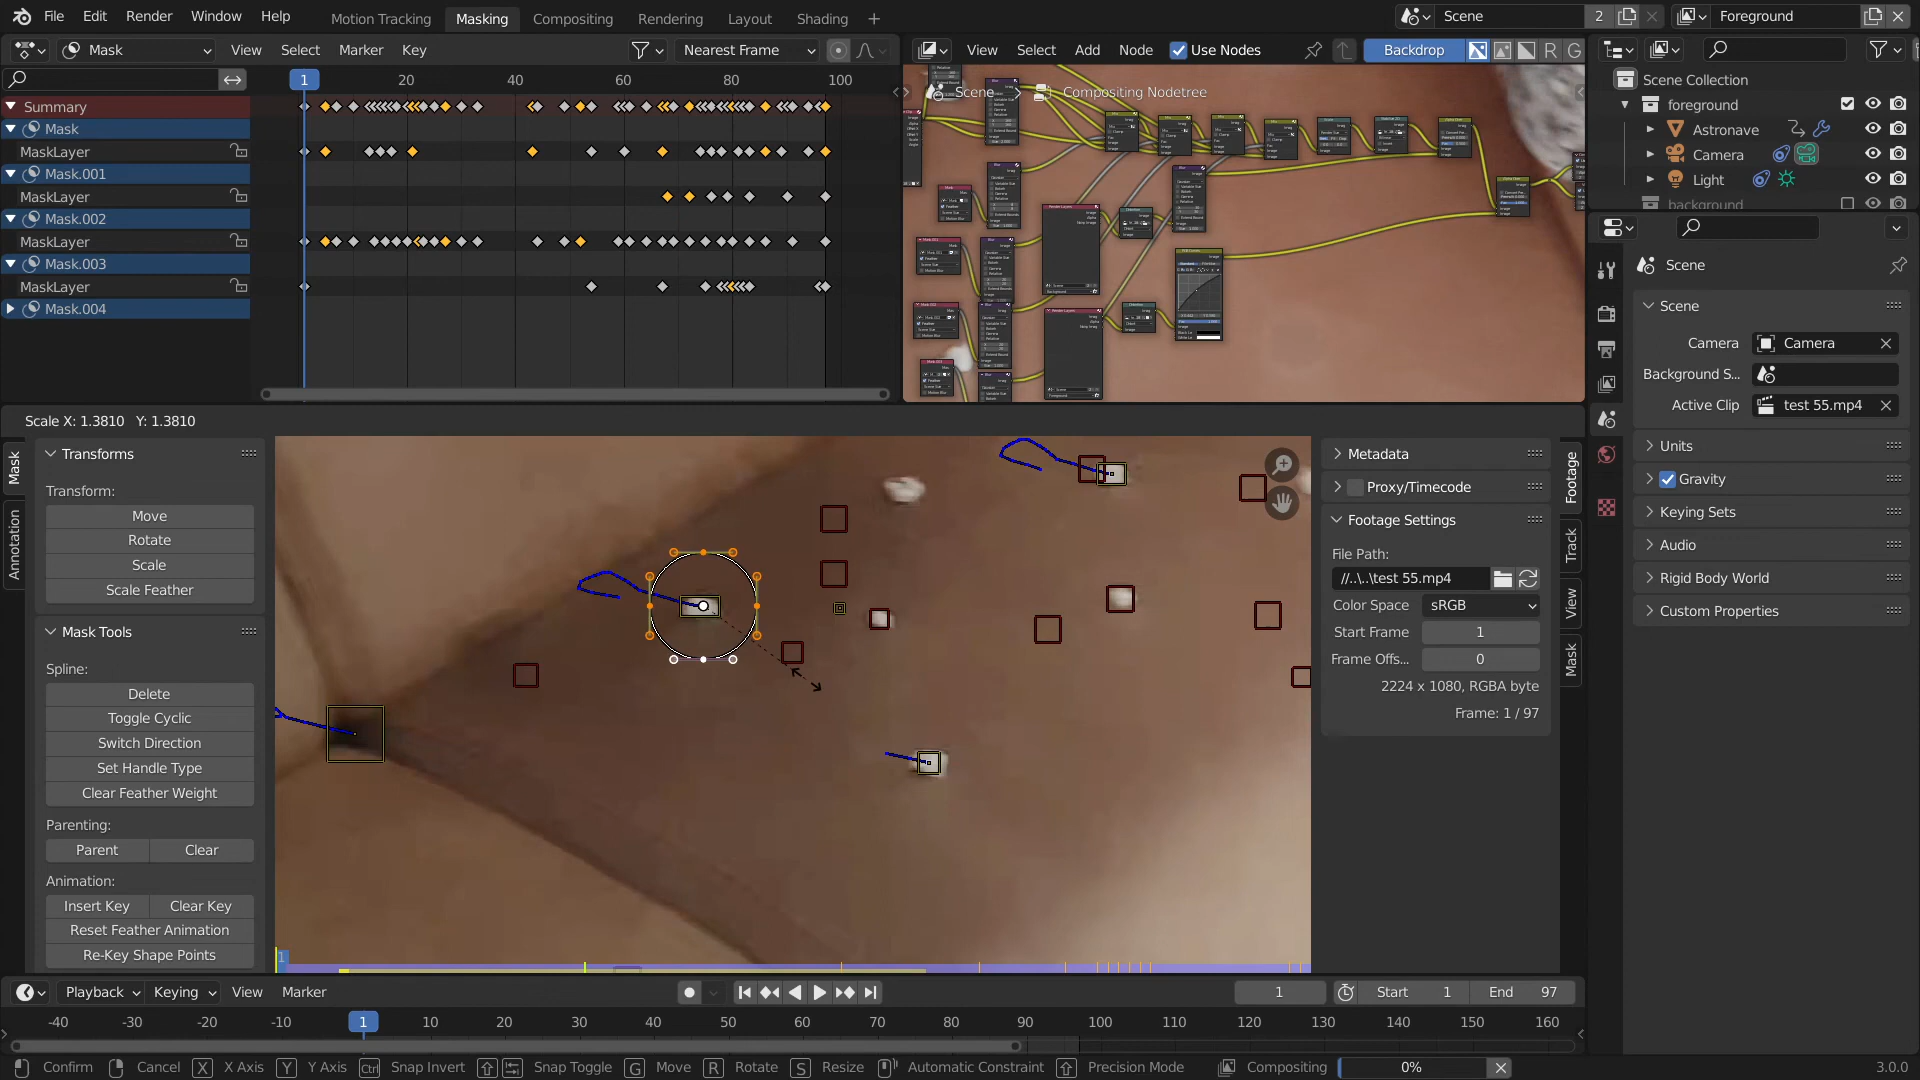 File Edit Render Window Help Motion Tracking Masking Compositing Rendering Layout Shading +
Scene 2 Foreground
Mask View Select Marker Key Nearest Frame
View Select Add Node Use Nodes Backdrop R G
1 20 40 60 80 100
Summary
Mask
MaskLayer
Mask.001
MaskLayer
Mask.002
MaskLayer
Mask.003
MaskLayer
Mask.004
Scene > Compositing Nodetree
Scene Collection
foreground
Astronave
Camera
Light
background
Scene
Scene
Camera Camera
Background S...
Active Clip test 55.mp4
Units
Gravity
Keying Sets
Audio
Rigid Body World
Custom Properties
Scale X: 1.3810 Y: 1.3810
Mask
Annotation
Transforms
Transform:
Move
Rotate
Scale
Scale Feather
Mask Tools
Spline:
Delete
Toggle Cyclic
Switch Direction
Set Handle Type
Clear Feather Weight
Parenting:
Parent Clear
Animation:
Insert Key Clear Key
Reset Feather Animation
Re-Key Shape Points
1
Metadata
Proxy/Timecode
Footage Settings
File Path:
//..\..\test 55.mp4
Color Space sRGB
Start Frame 1
Frame Offs... 0
2224 x 1080, RGBA byte
Frame: 1 / 97
Footage
Track
View
Mask
Playback Keying View Marker 1 Start 1 End 97
-40 -30 -20 -10 1 10 20 30 40 50 60 70 80 90 100 110 120 130 140 150 160
Confirm Cancel X X Axis Y Y Axis Ctrl Snap Invert Snap Toggle G Move R Rotate S Resize Automatic Constraint Precision Mode Compositing 0% 3.0.0